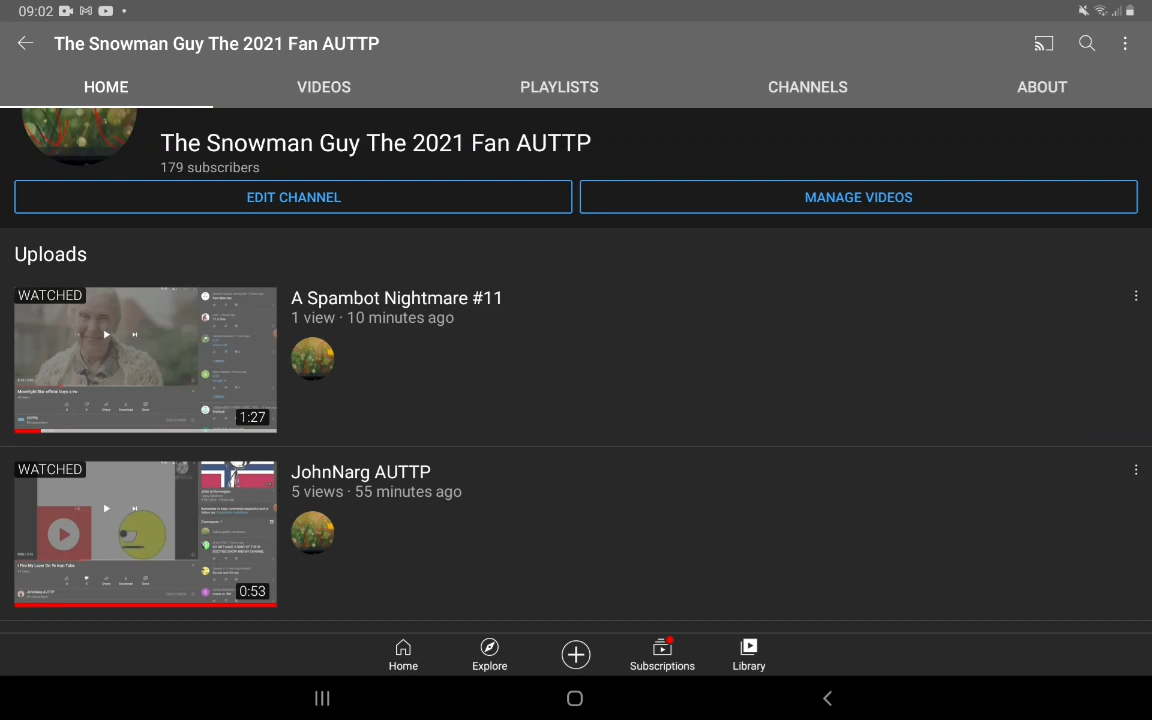 09:02
The Snowman Guy The 2021 Fan AUTTP
HOME VIDEOS PLAYLISTS CHANNELS ABOUT
The Snowman Guy The 2021 Fan AUTTP
179 subscribers
EDIT CHANNEL MANAGE VIDEOS
Uploads
WATCHED
1:27
A Spambot Nightmare #11
1 view · 10 minutes ago
WATCHED
0:53
JohnNarg AUTTP
5 views · 55 minutes ago
Home Explore Subscriptions Library